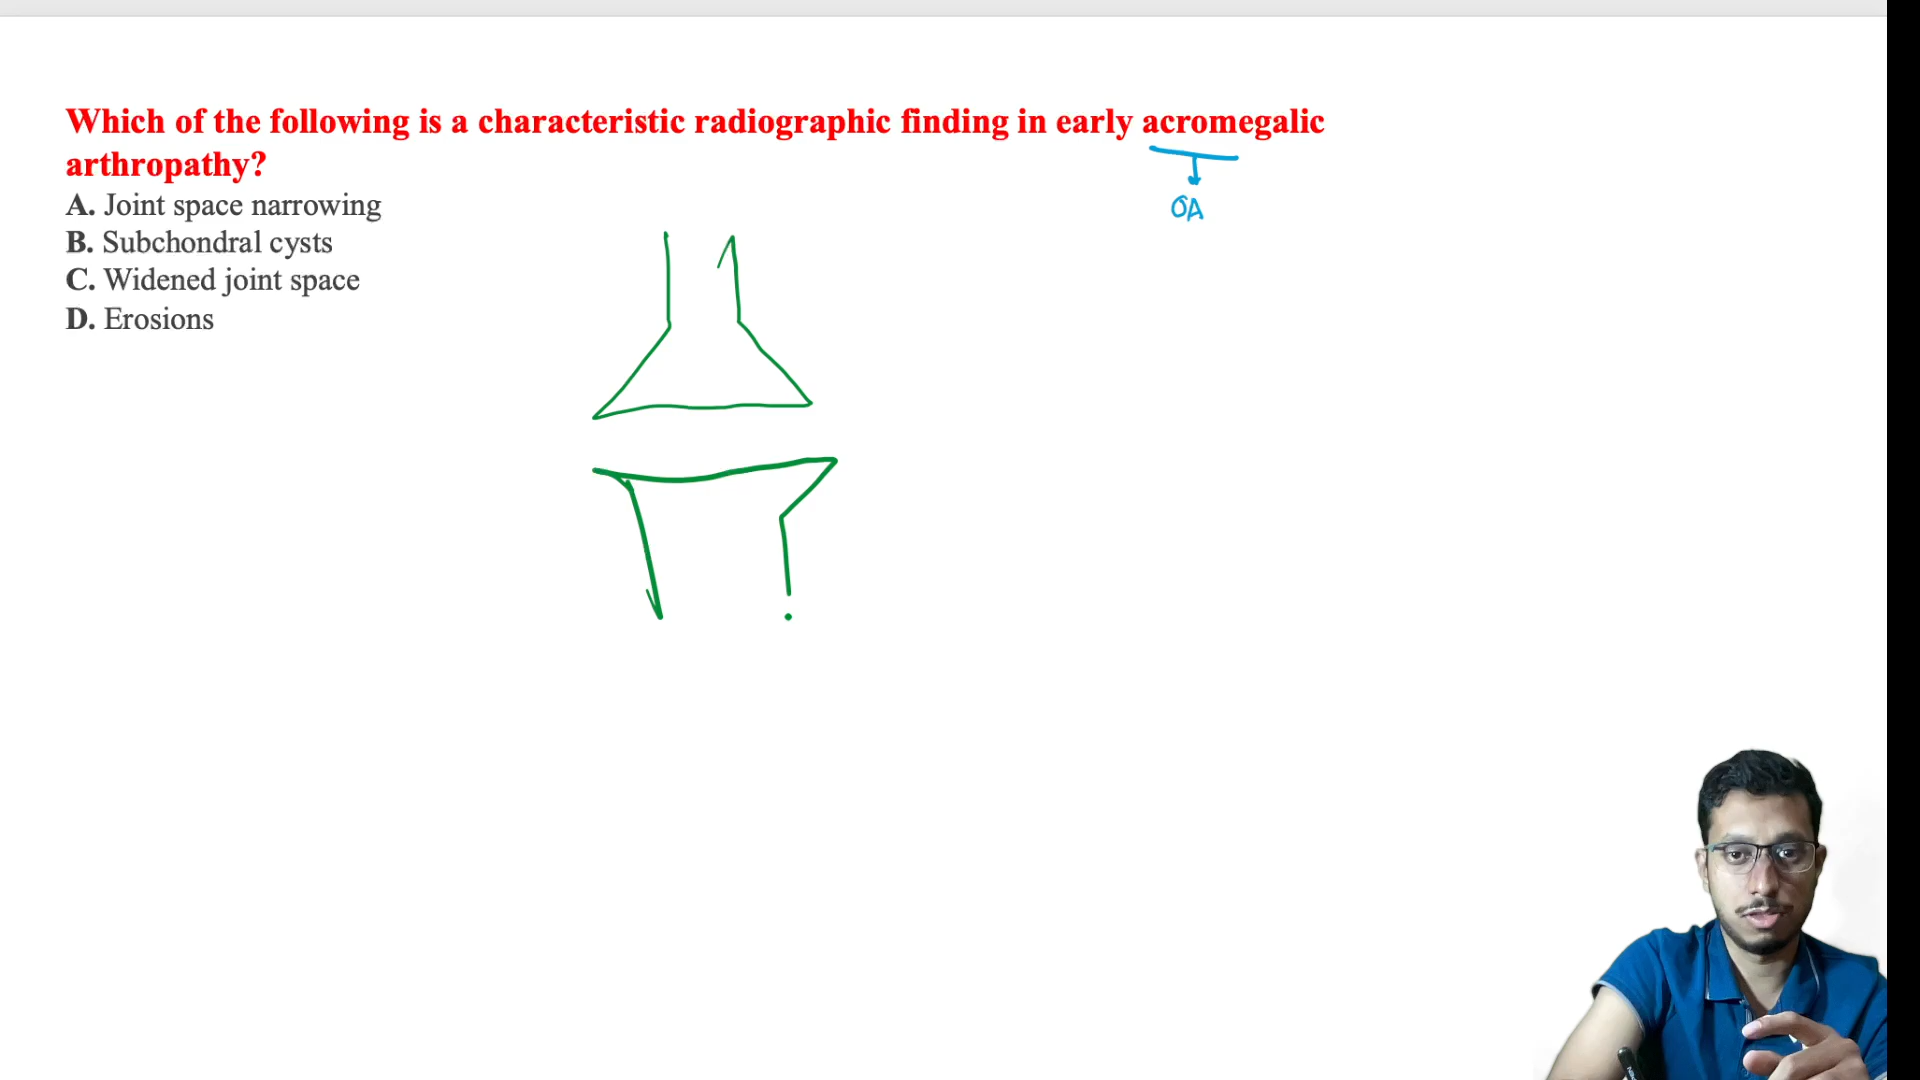 Which of the following is a characteristic radiographic finding in early acromegalic
arthropathy?
A. Joint space narrowing
B. Subchondral cysts
C. Widened joint space
D. Erosions
OA